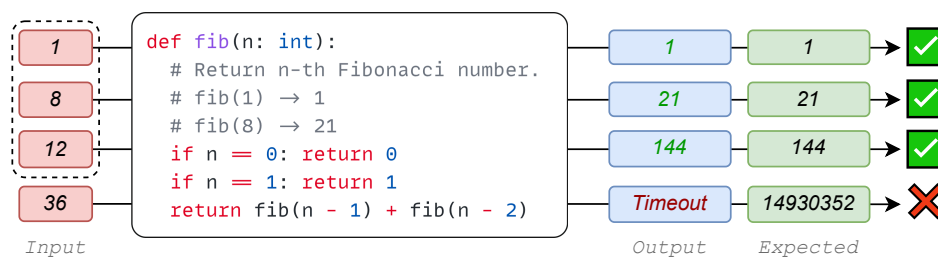 1
8
12
36
Input
def fib(n: int):
# Return n-th Fibonacci number.
# fib(1) → 1
# fib(8) → 21
if n == 0: return 0
if n == 1: return 1
return fib(n - 1) + fib(n - 2)
1
21
144
Timeout
Output
1
21
144
14930352
Expected